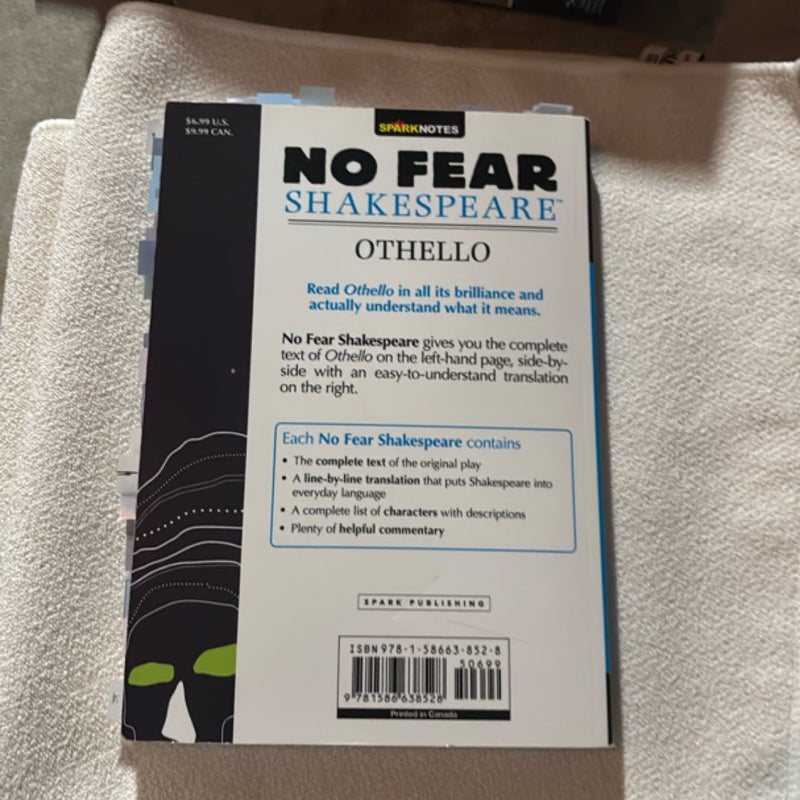 $6.99 U.S.
$9.99 CAN.
SPARKNOTES
NO FEAR
SHAKESPEARE™
OTHELLO
Read Othello in all its brilliance and
actually understand what it means.
No Fear Shakespeare gives you the complete
text of Othello on the left-hand page, side-by-
side with an easy-to-understand translation
on the right.
Each No Fear Shakespeare contains
• The complete text of the original play
• A line-by-line translation that puts Shakespeare into
everyday language
• A complete list of characters with descriptions
• Plenty of helpful commentary
SPARK PUBLISHING
ISBN 978-1-58663-852-8
50699
9 781586 638528
Printed in Canada